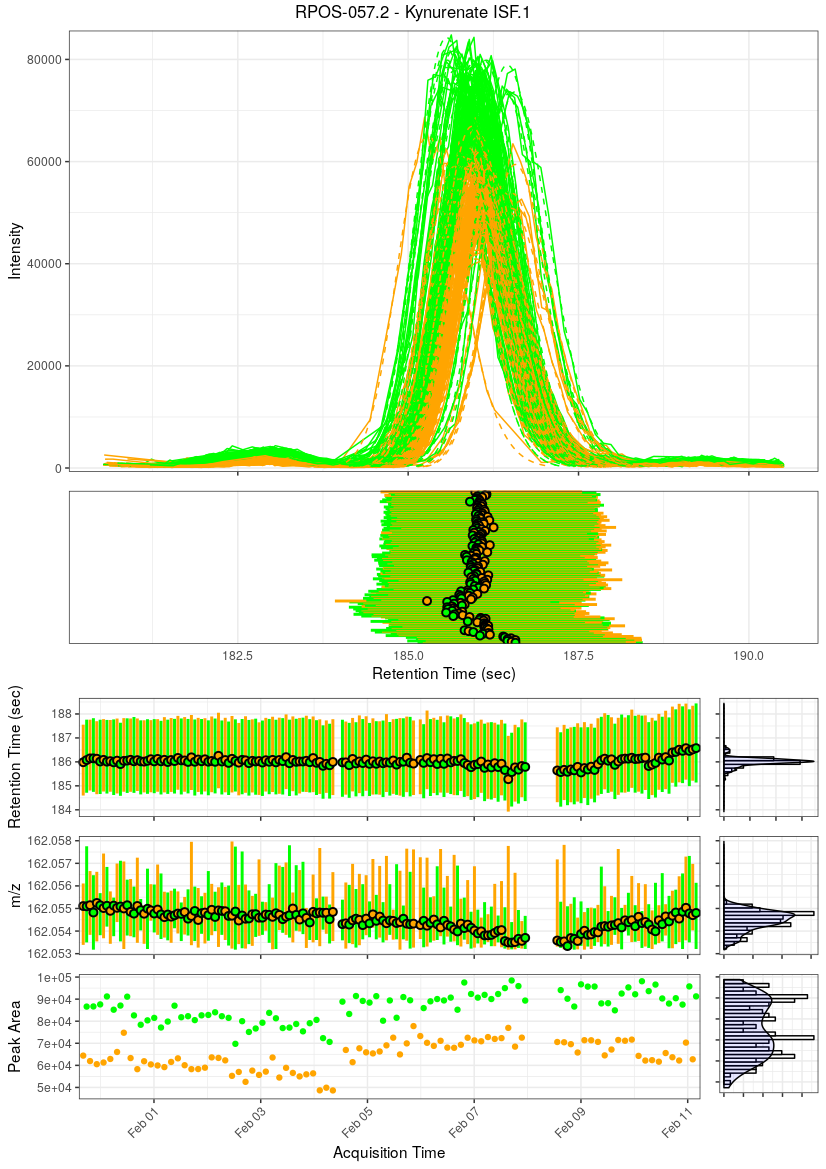 RPOS-057.2 - Kynurenate ISF.1
80000
60000
40000
20000
0
Intensity
182.5 185.0 187.5 190.0
Retention Time (sec)
188
187
186
185
184
Retention Time (sec)
162.058
162.057
162.056
162.055
162.054
162.053
m/z
1e+05
9e+04
8e+04
7e+04
6e+04
5e+04
Peak Area
Feb 01 Feb 03 Feb 05 Feb 07 Feb 09 Feb 11
Acquisition Time